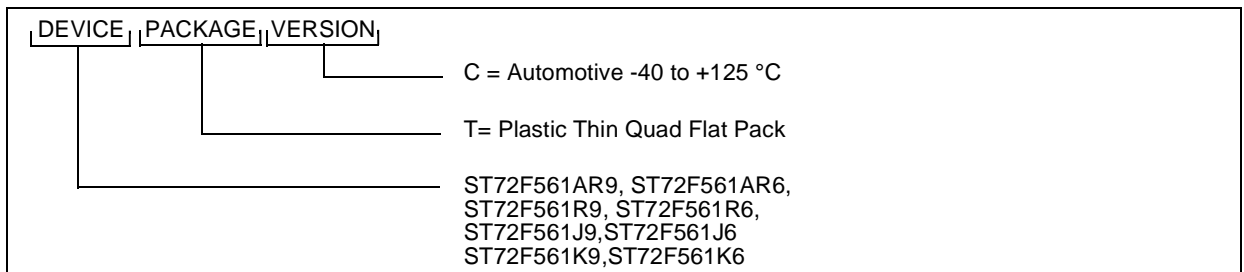 DEVICE PACKAGE VERSION
C = Automotive -40 to +125 °C
T= Plastic Thin Quad Flat Pack
ST72F561AR9, ST72F561AR6,
ST72F561R9, ST72F561R6,
ST72F561J9,ST72F561J6
ST72F561K9,ST72F561K6